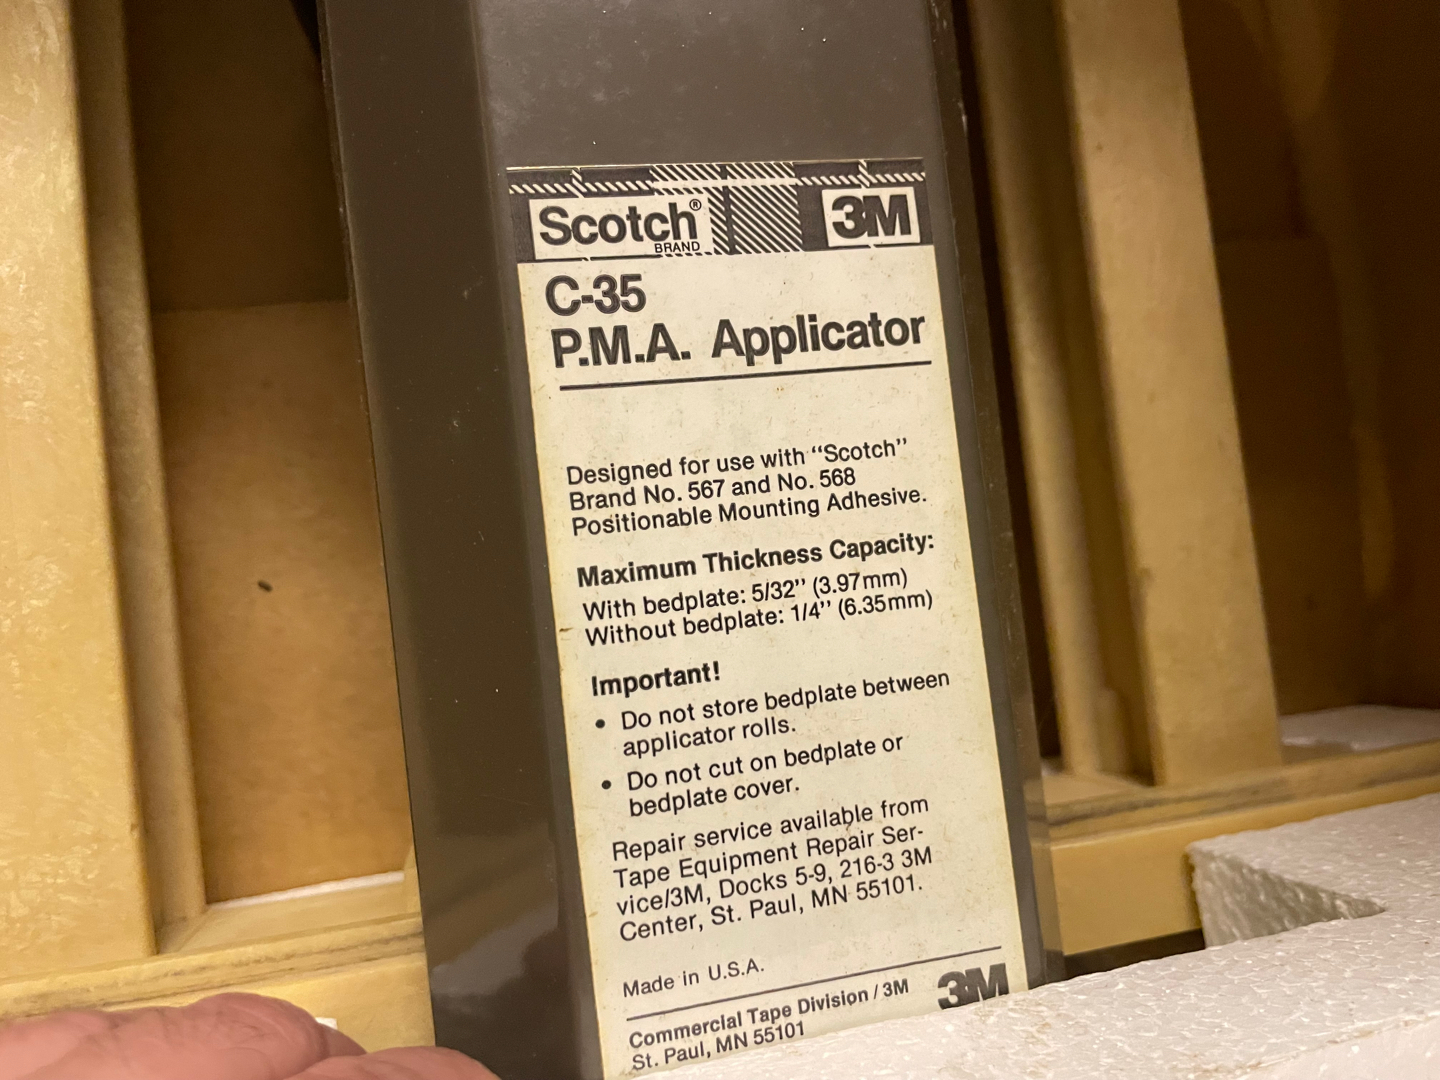 Scotch®
BRAND
3M
C-35
P.M.A. Applicator
Designed for use with “Scotch”
Brand No. 567 and No. 568
Positionable Mounting Adhesive.
Maximum Thickness Capacity:
With bedplate: 5/32” (3.97mm)
Without bedplate: 1/4” (6.35mm)
Important!
• Do not store bedplate between
applicator rolls.
• Do not cut on bedplate or
bedplate cover.
Repair service available from
Tape Equipment Repair Ser-
vice/3M, Docks 5-9, 216-3 3M
Center, St. Paul, MN 55101.
Made in U.S.A.
Commercial Tape Division / 3M
St. Paul, MN 55101
3M